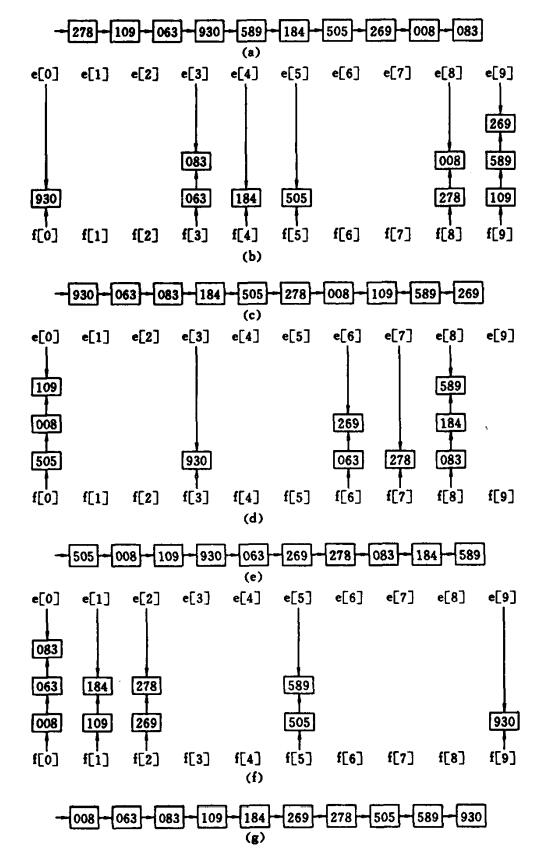 278 109 063 930 589 184 505 269 008 083
(a)
e[0] e[1] e[2] e[3] e[4] e[5] e[6] e[7] e[8] e[9]
269
083 008 589
930 063 184 505 278 109
f[0] f[1] f[2] f[3] f[4] f[5] f[6] f[7] f[8] f[9]
(b)
930 063 083 184 505 278 008 109 589 269
(c)
e[0] e[1] e[2] e[3] e[4] e[5] e[6] e[7] e[8] e[9]
109 589
008 269 184
505 930 063 278 083
f[0] f[1] f[2] f[3] f[4] f[5] f[6] f[7] f[8] f[9]
(d)
505 008 109 930 063 269 278 083 184 589
(e)
e[0] e[1] e[2] e[3] e[4] e[5] e[6] e[7] e[8] e[9]
083
063 184 278 589
008 109 269 505 930
f[0] f[1] f[2] f[3] f[4] f[5] f[6] f[7] f[8] f[9]
(f)
008 063 083 109 184 269 278 505 589 930
(g)